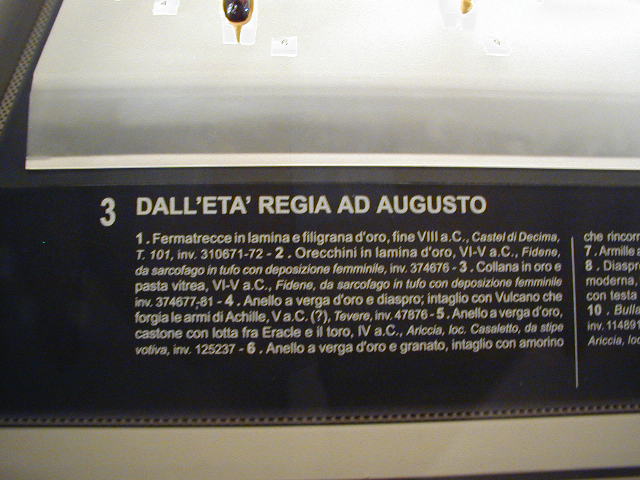 3 DALL'ETA' REGIA AD AUGUSTO
1 . Fermatrecce in lamina e filigrana d'oro, fine VIII a.C., Castel di Decima,
T. 101, inv. 310671-72 - 2 . Orecchini in lamina d'oro, VI-V a.C., Fidene,
da sarcofago in tufo con deposizione femminile, inv. 374676 - 3 . Collana in oro e
pasta vitrea, VI-V a.C., Fidene, da sarcofago in tufo con deposizione femminile
inv. 374677-81 - 4 . Anello a verga d'oro e diaspro; intaglio con Vulcano che
forgia le armi di Achille, V a.C. (?), Tevere, inv. 47876 - 5 . Anello a verga d'oro,
castone con lotta fra Eracle e il toro, IV a.C., Ariccia, loc. Casaletto, da stipe
votiva, inv. 125237 - 6 . Anello a verga d'oro e granato, intaglio con amorino
che rincorr
7 . Armille a
8 . Diaspr
moderna,
con testa
10 . Bulla
inv. 114891
Ariccia, loc